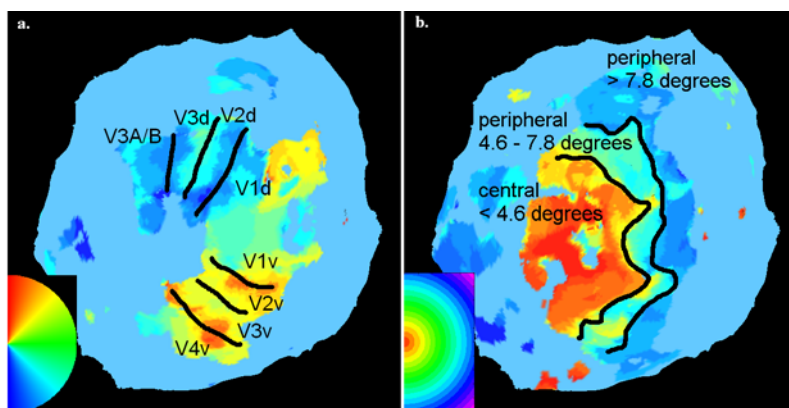 a.
V3A/B
V3d
V2d
V1d
V1v
V2v
V3v
V4v
b.
peripheral
> 7.8 degrees
peripheral
4.6 - 7.8 degrees
central
< 4.6 degrees